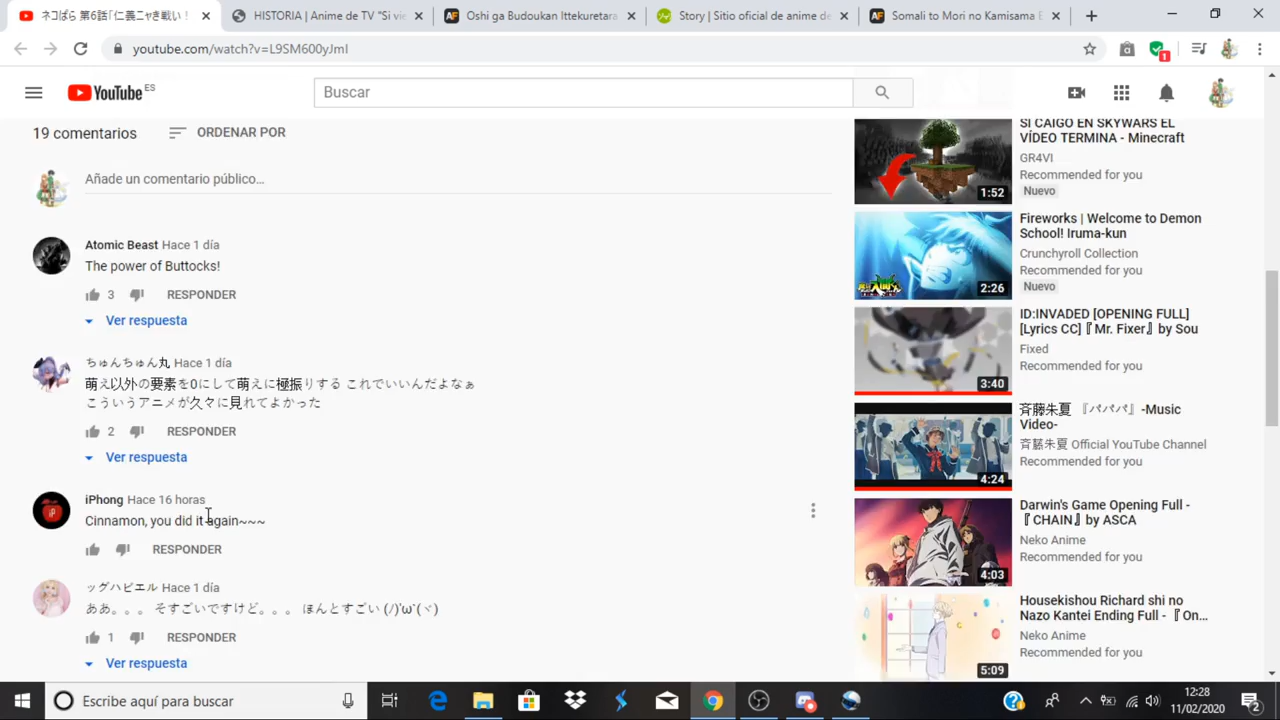 ネコぱら 第6話「仁義ニャき戦い！
HISTORIA | Anime de TV "Si vie
Oshi ga Budoukan Ittekuretara
Story | Sitio oficial de anime de
Somali to Mori no Kamisama E
youtube.com/watch?v=L9SM600yJmI
1
YouTube ES
Buscar
19 comentarios
ORDENAR POR
Añade un comentario público...
Atomic Beast Hace 1 día
The power of Buttocks!
3 RESPONDER
Ver respuesta
ちゅんちゅん丸 Hace 1 día
萌え以外の要素を0にして萌えに極振りする これでいいんだよなぁ
こういうアニメが久々に見れてよかった
2 RESPONDER
Ver respuesta
iPhong Hace 16 horas
Cinnamon, you did it again~~~
RESPONDER
ッグハビエル Hace 1 día
ああ。。。 そすごいですけど。。。 ほんとすごい (/)'ω`(ヾ)
1 RESPONDER
Ver respuesta
SI CAIGO EN SKYWARS EL
VÍDEO TERMINA - Minecraft
GR4VI
Recommended for you
Nuevo
1:52
Fireworks | Welcome to Demon
School! Iruma-kun
Crunchyroll Collection
Recommended for you
Nuevo
2:26
ID:INVADED [OPENING FULL]
[Lyrics CC]『Mr. Fixer』by Sou
Fixed
Recommended for you
3:40
斉藤朱夏 『パパパ』-Music
Video-
斉藤朱夏 Official YouTube Channel
Recommended for you
4:24
Darwin's Game Opening Full -
『CHAIN』by ASCA
Neko Anime
Recommended for you
4:03
Housekishou Richard shi no
Nazo Kantei Ending Full -『On...
Neko Anime
Recommended for you
5:09
Escribe aquí para buscar
12:28
11/02/2020
2